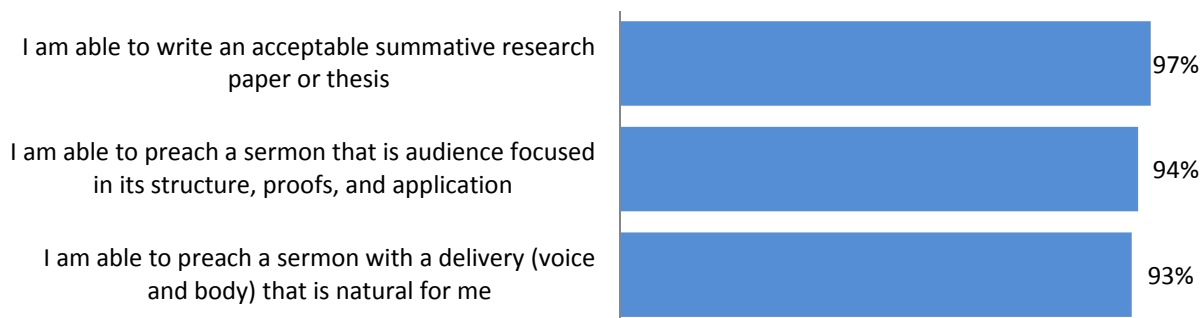 I am able to write an acceptable summative research
paper or thesis
97%
I am able to preach a sermon that is audience focused
in its structure, proofs, and application
94%
I am able to preach a sermon with a delivery (voice
and body) that is natural for me
93%